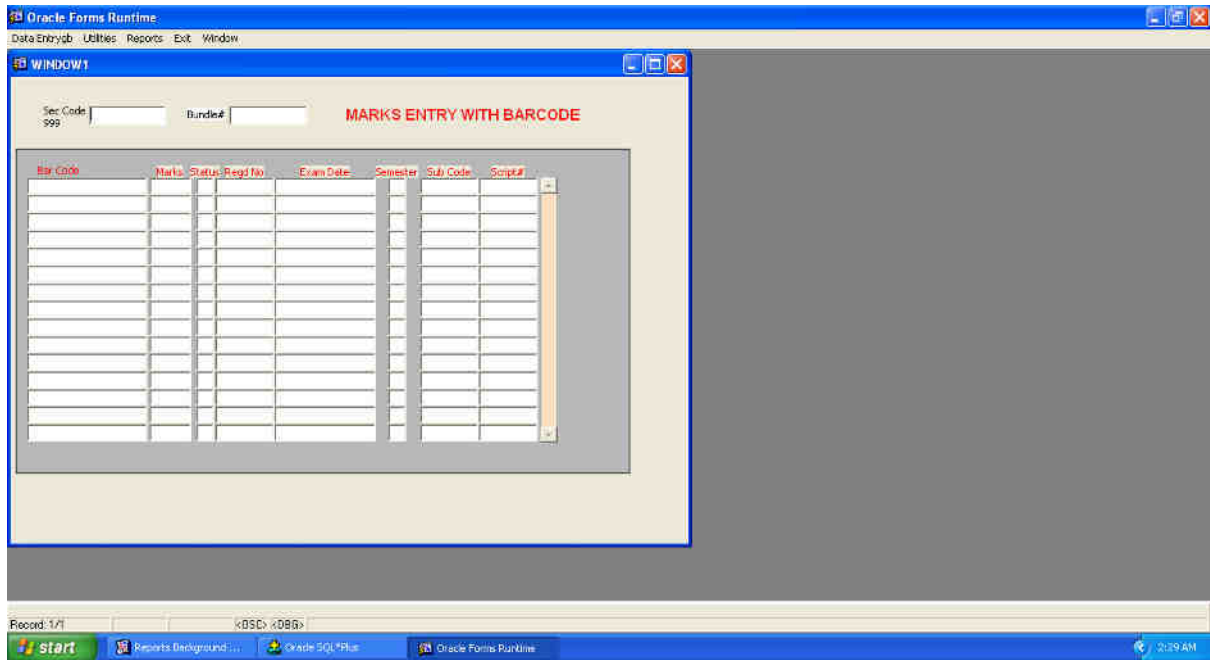 Oracle Forms Runtime
Data Entrygb Utilities Reports Exit Window
WINDOW1
Sec Code
999
Bundle#
MARKS ENTRY WITH BARCODE
Bar Code Marks Status Regd No Exam Date Semester Sub Code Script#
Record: 1/1 <OSC> <DBG>
start Reports Background ... Oracle SQL*Plus Oracle Forms Runtime 2:29 AM